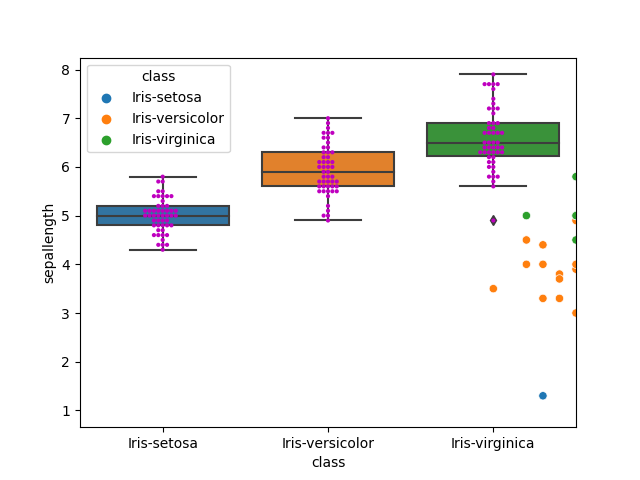 class
Iris-setosa
Iris-versicolor
Iris-virginica
8
7
6
5
4
3
2
1
sepallength
Iris-setosa Iris-versicolor Iris-virginica
class